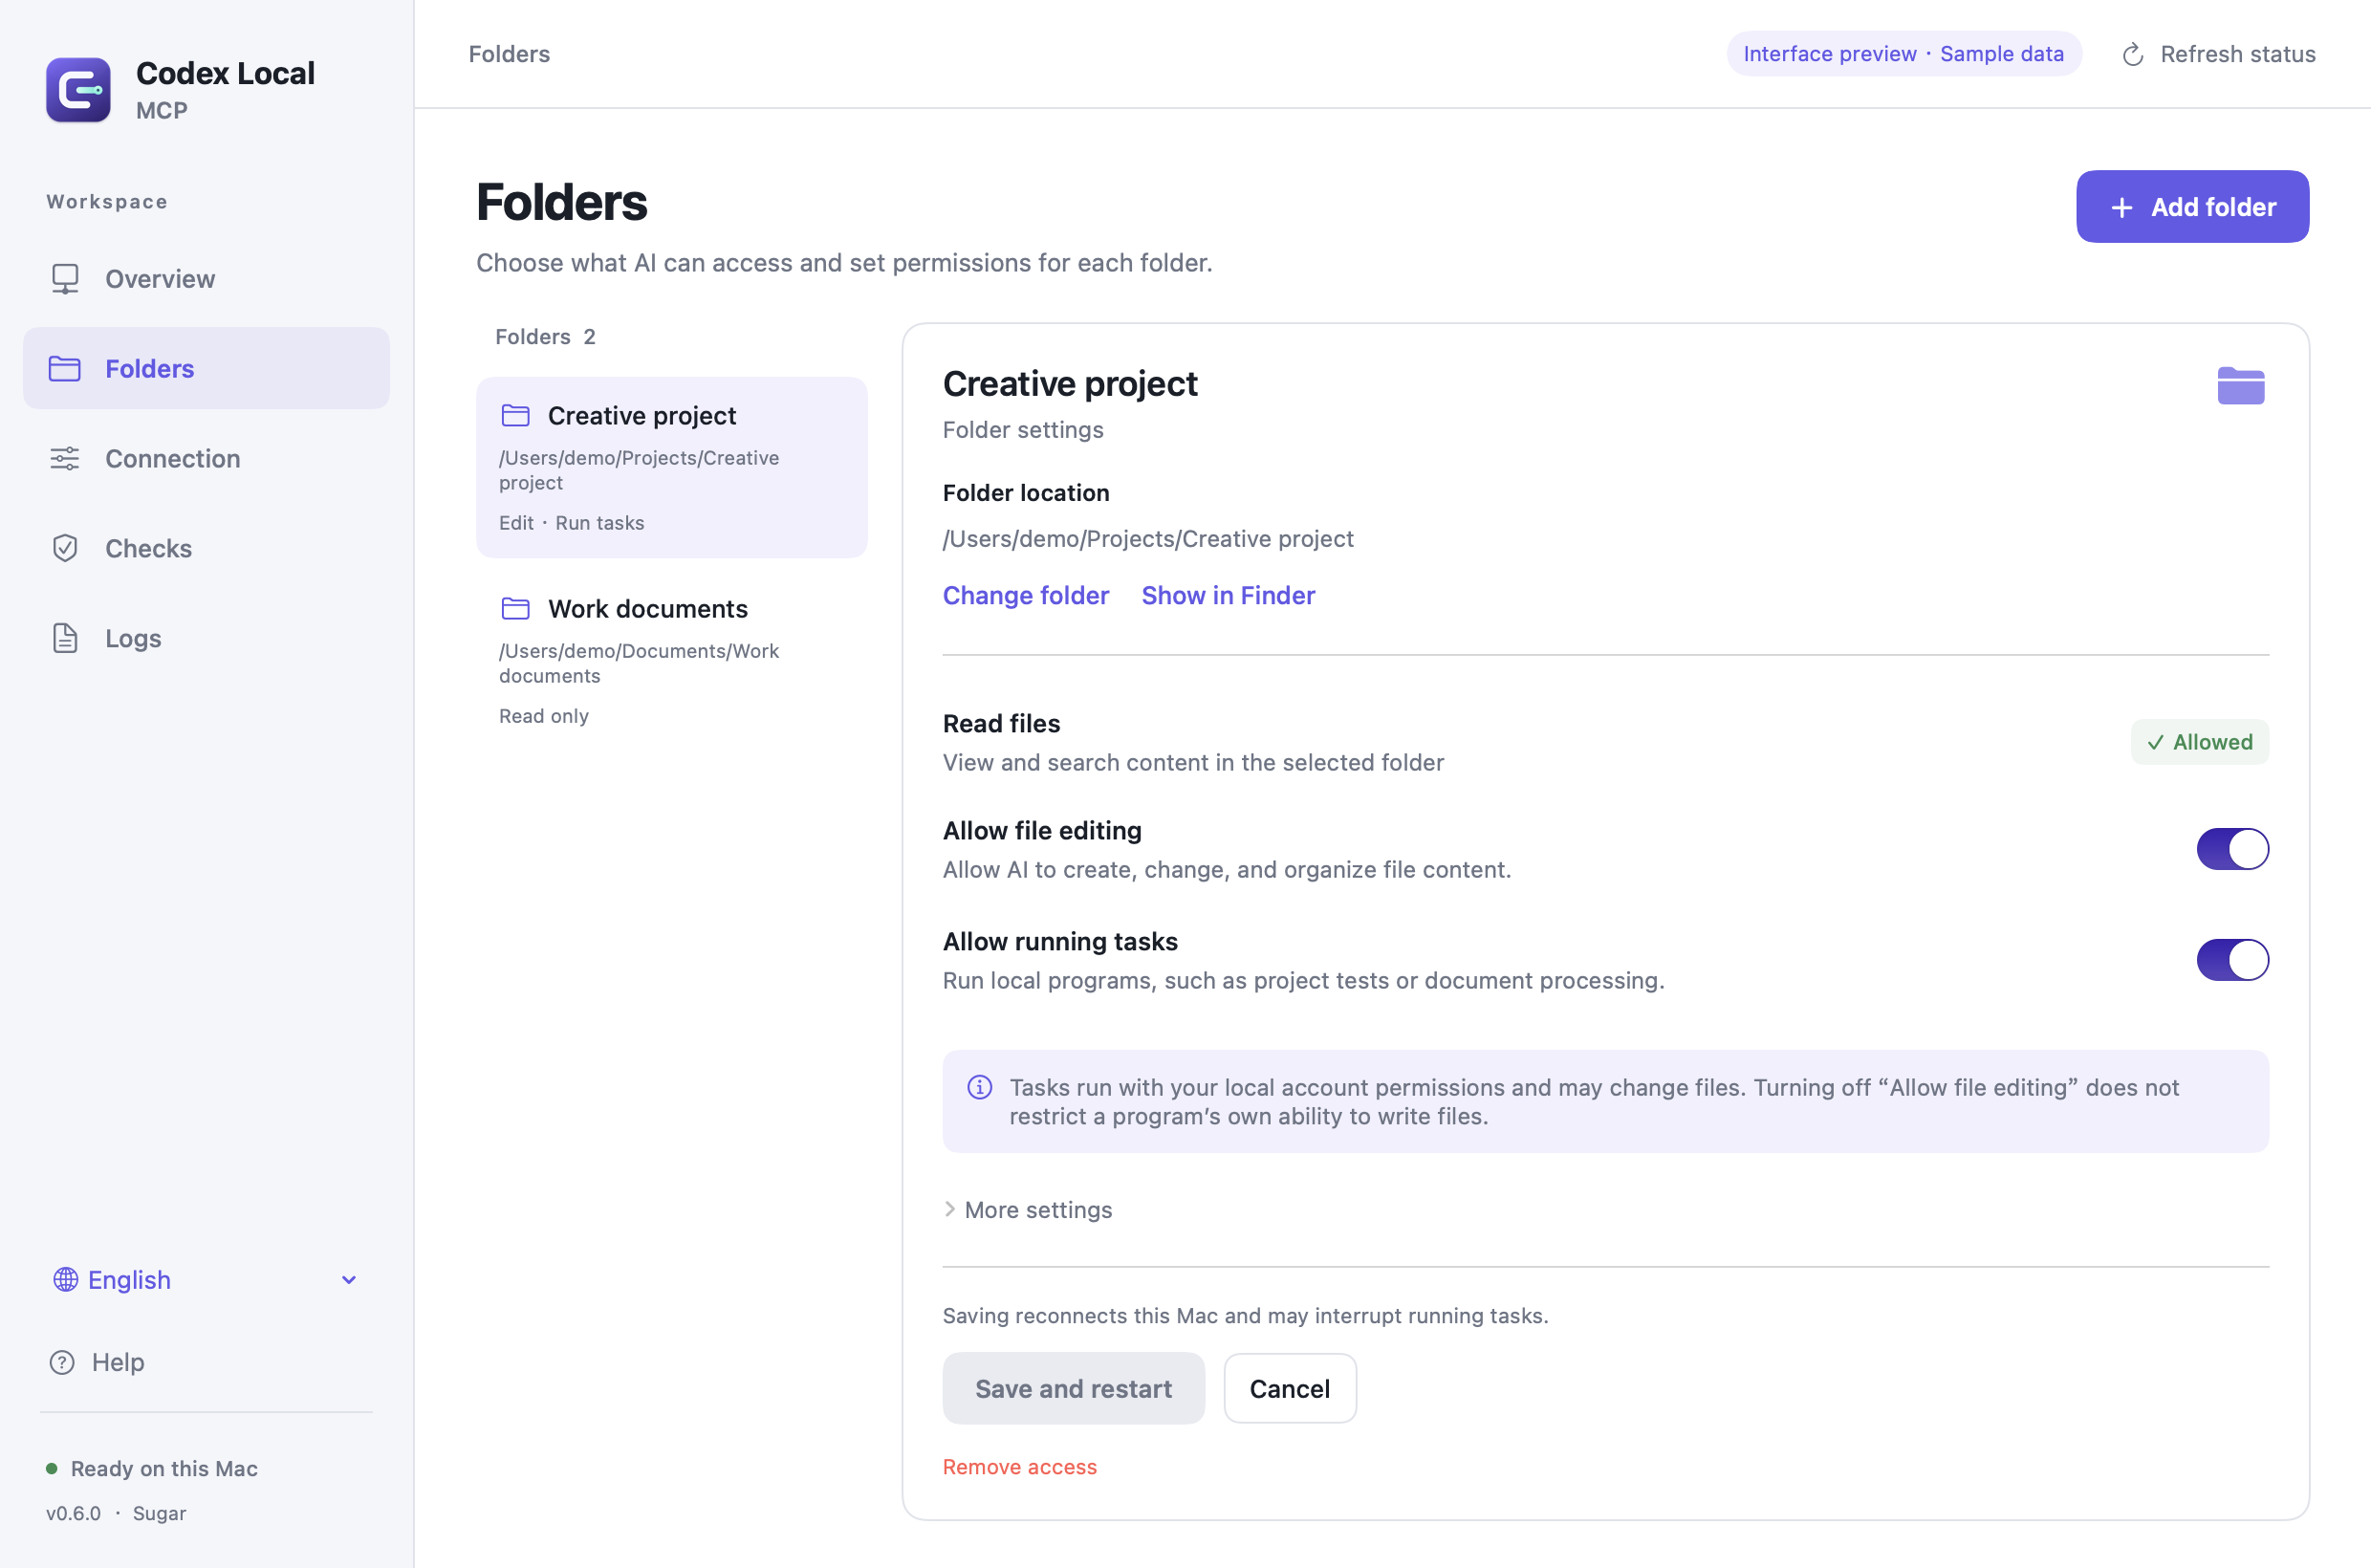 Codex Local
MCP
Workspace
Overview
Folders
Connection
Checks
Logs
English
Help
Ready on this Mac
v0.6.0 · Sugar
Folders
Interface preview · Sample data
Refresh status
Folders
Choose what AI can access and set permissions for each folder.
Add folder
Folders 2
Creative project
/Users/demo/Projects/Creative
project
Edit · Run tasks
Work documents
/Users/demo/Documents/Work
documents
Read only
Creative project
Folder settings
Folder location
/Users/demo/Projects/Creative project
Change folder Show in Finder
Read files
View and search content in the selected folder
Allowed
Allow file editing
Allow AI to create, change, and organize file content.
Allow running tasks
Run local programs, such as project tests or document processing.
Tasks run with your local account permissions and may change files. Turning off “Allow file editing” does not
restrict a program’s own ability to write files.
More settings
Saving reconnects this Mac and may interrupt running tasks.
Save and restart
Cancel
Remove access